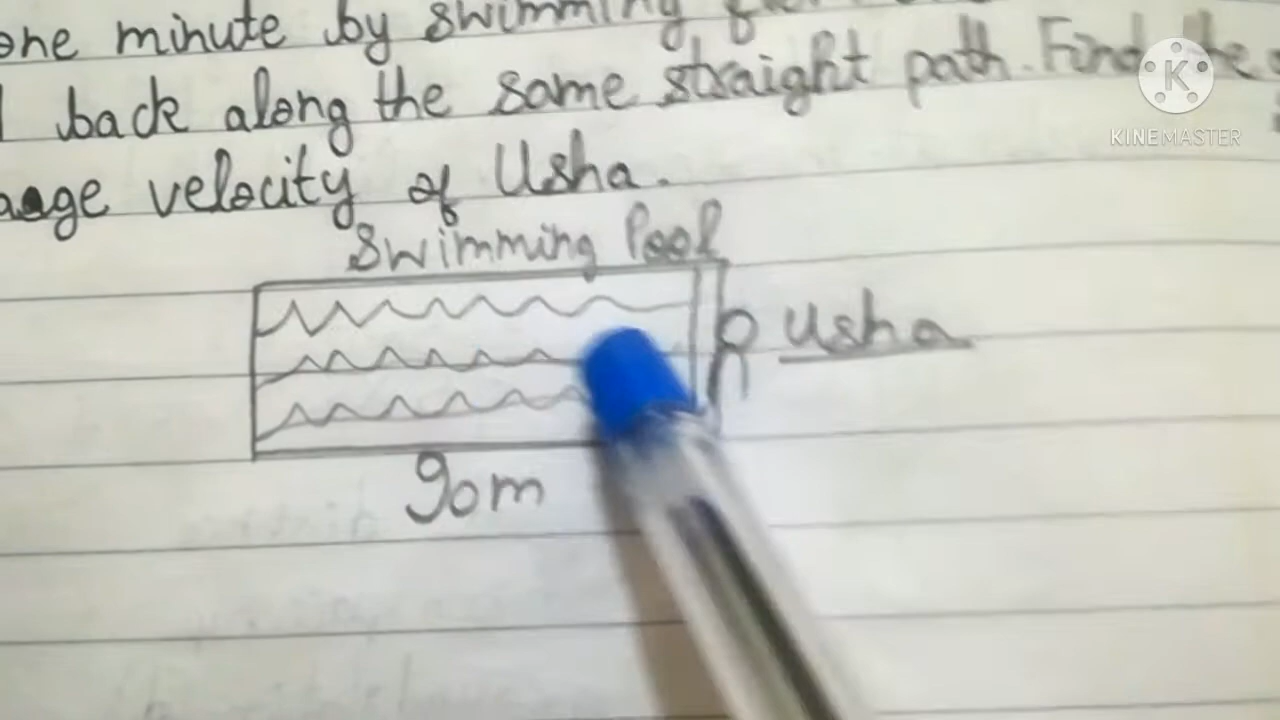 one minute by swimming
back along the same straight path. Find the
velocity of Usha.
Swimming Pool
Usha
90m
K
KINEMASTER